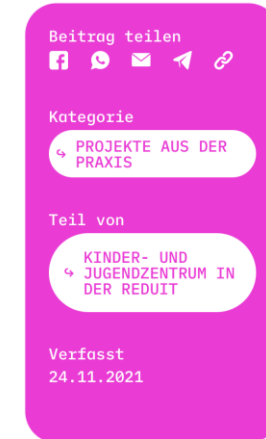 Beitrag teilen
Kategorie
↪ PROJEKTE AUS DER
PRAXIS
Teil von
↪ KINDER- UND
JUGENDZENTRUM IN
DER REDUIT
Verfasst
24.11.2021